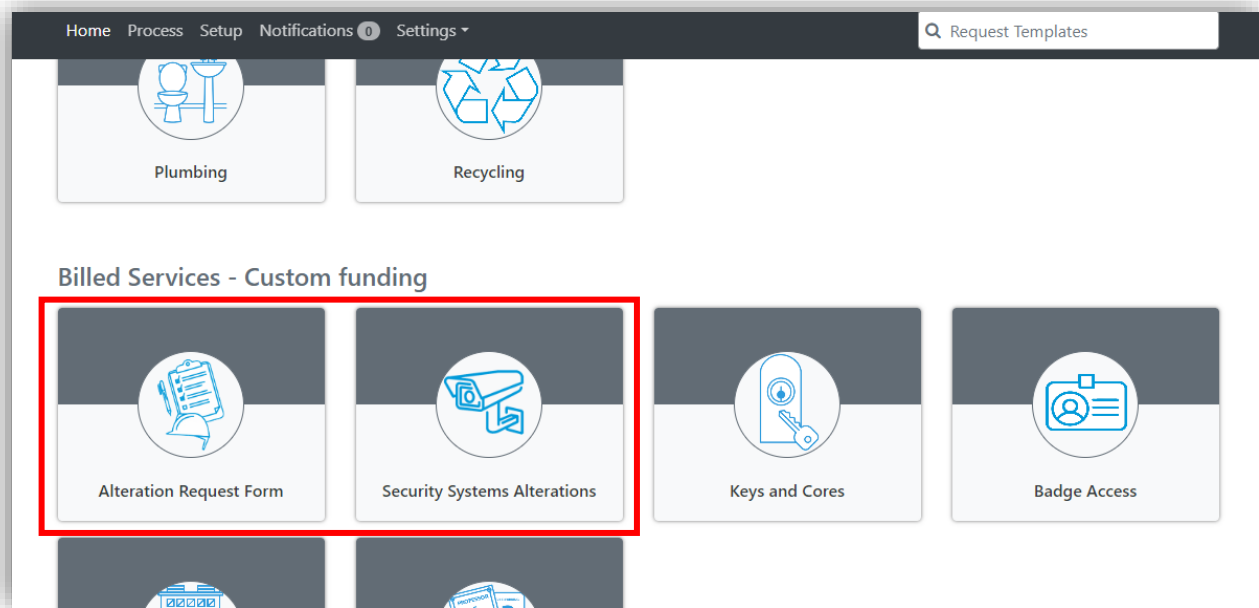 Home Process Setup Notifications 0 Settings
Request Templates
Plumbing Recycling
Billed Services - Custom funding
Alteration Request Form Security Systems Alterations Keys and Cores Badge Access
PROFESSOR